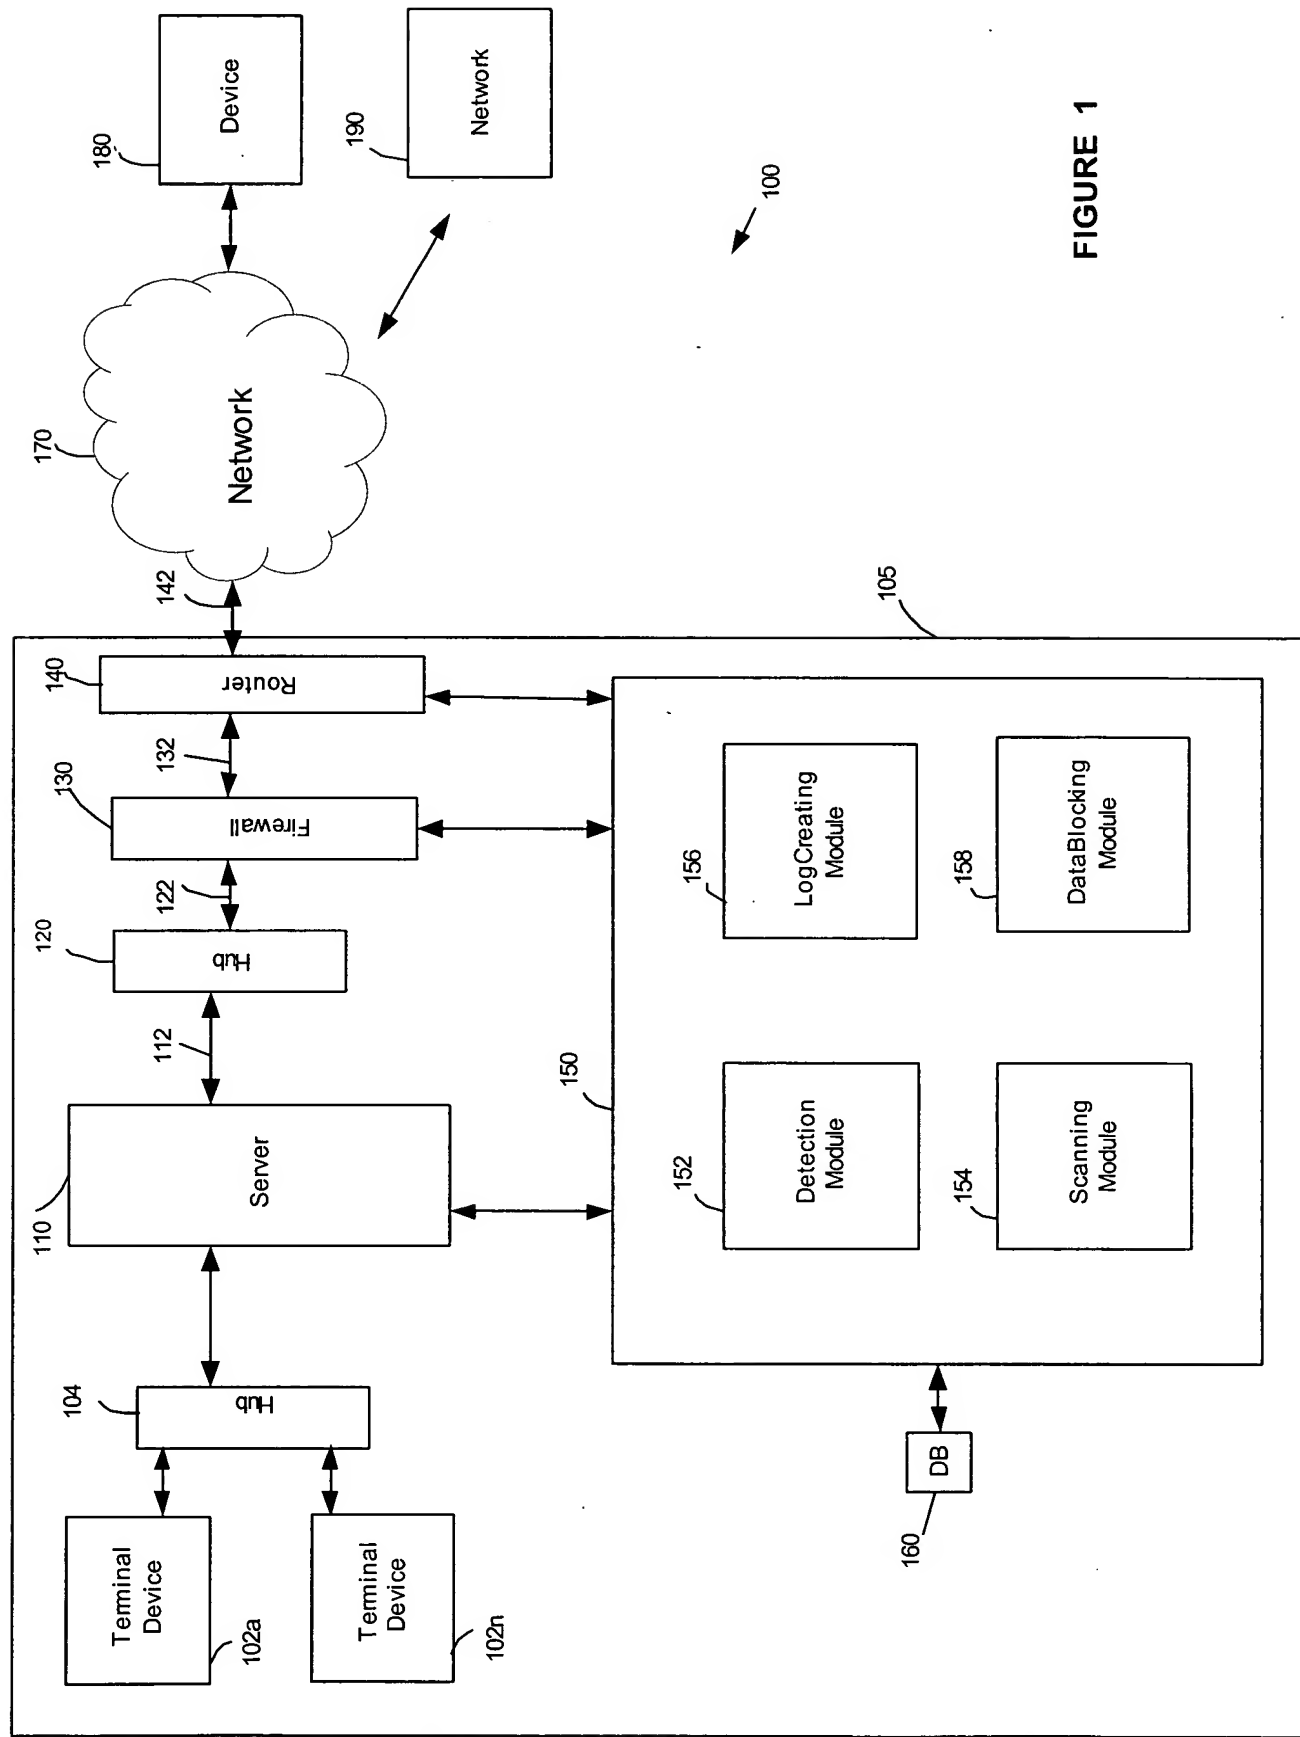 102a
Terminal
Device
102n
Terminal
Device
104
Hub
110
Server
112
120
Hub
122
130
Firewall
132
140
Router
142
170
Network
180
Device
190
Network
100
105
150
152
Detection
Module
156
LogCreating
Module
154
Scanning
Module
158
DataBlocking
Module
160
DB
FIGURE 1